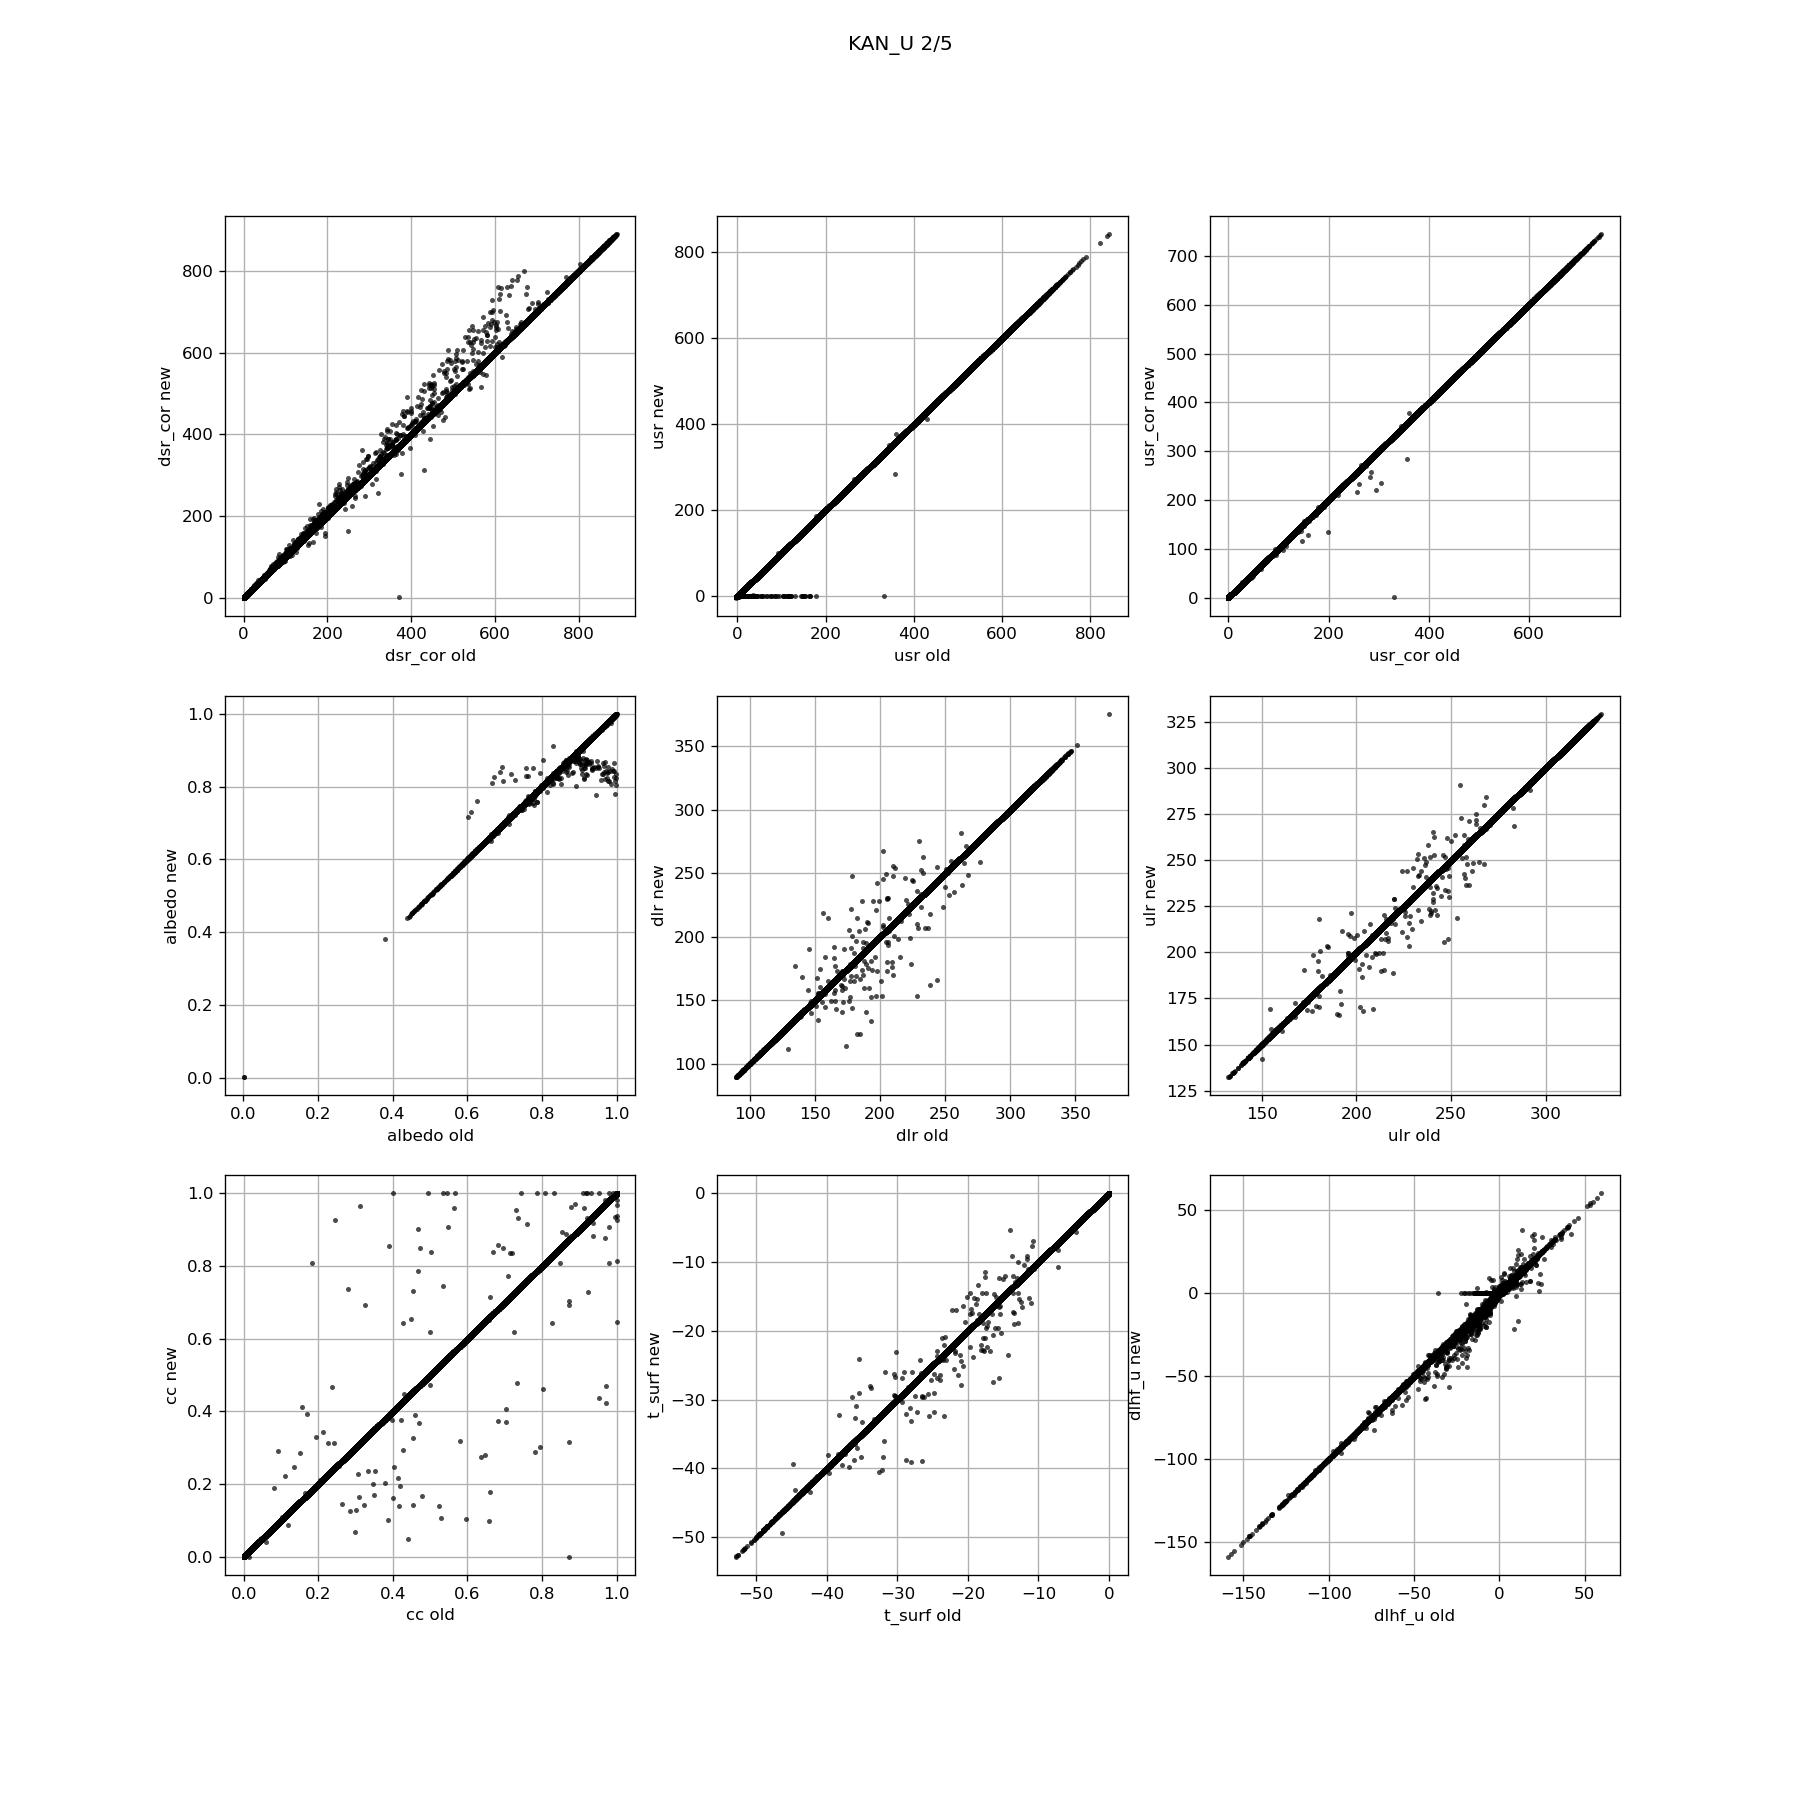 KAN_U 2/5
dsr_cor new
800
600
400
200
0
0 200 400 600 800
dsr_cor old
usr new
800
600
400
200
0
0 200 400 600 800
usr old
usr_cor new
700
600
500
400
300
200
100
0
0 200 400 600
usr_cor old
albedo new
1.0
0.8
0.6
0.4
0.2
0.0
0.0 0.2 0.4 0.6 0.8 1.0
albedo old
dlr new
350
300
250
200
150
100
100 150 200 250 300 350
dlr old
ulr new
325
300
275
250
225
200
175
150
125
150 200 250 300
ulr old
cc new
1.0
0.8
0.6
0.4
0.2
0.0
0.0 0.2 0.4 0.6 0.8 1.0
cc old
t_surf new
0
−10
−20
−30
−40
−50
−50 −40 −30 −20 −10 0
t_surf old
dlhf_u new
50
0
−50
−100
−150
−150 −100 −50 0 50
dlhf_u old